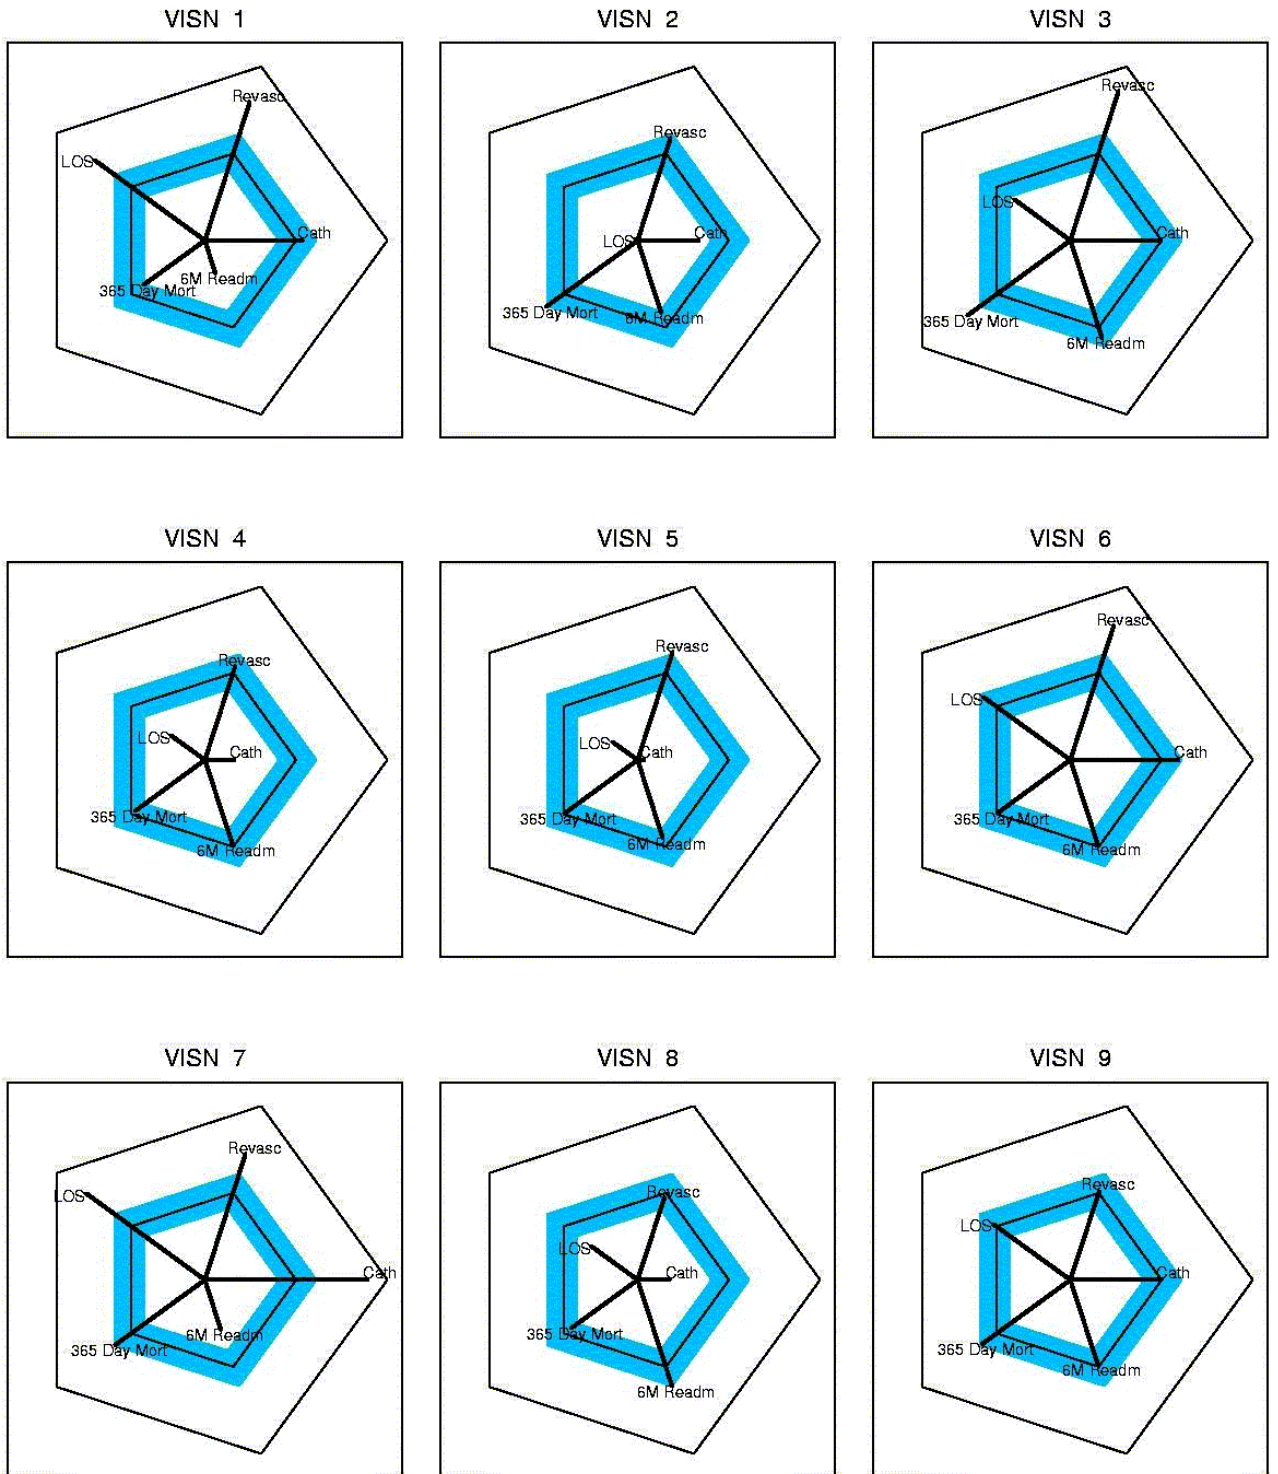 VISN 1
VISN 2
VISN 3
Revasc
LOS
Cath
6M Readm
365 Day Mort
Revasc
Cath
LOS
365 Day Mort
6M Readm
Revasc
LOS
Cath
365 Day Mort
6M Readm
VISN 4
VISN 5
VISN 6
Revasc
LOS
Cath
365 Day Mort
6M Readm
Revasc
LOS
Cath
365 Day Mort
6M Readm
Revasc
LOS
Cath
365 Day Mort
6M Readm
VISN 7
VISN 8
VISN 9
Revasc
LOS
Cath
6M Readm
365 Day Mort
Revasc
LOS
Cath
365 Day Mort
6M Readm
Revasc
LOS
Cath
365 Day Mort
6M Readm